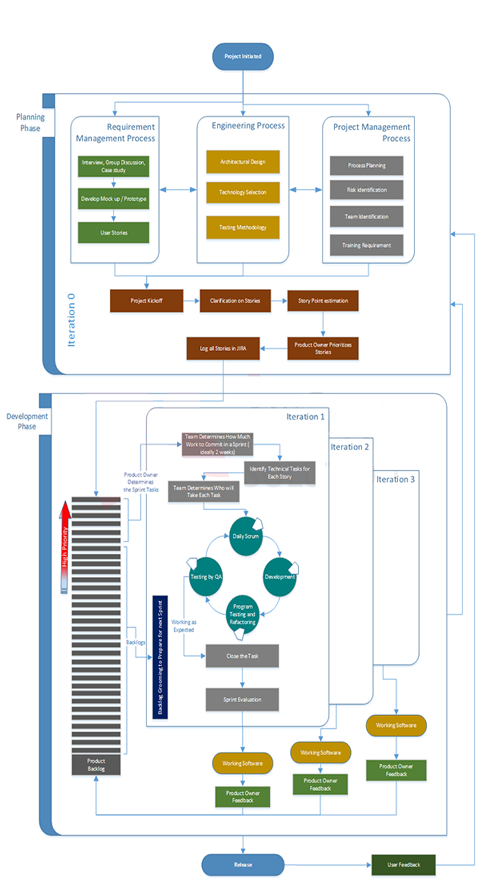 Project Initiated
Planning
Phase
Requirement
Management Process
Engineering Process
Project Management
Process
Interview, Group Discussion,
Case study
Develop Mock up / Prototype
User Stories
Architectural Design
Technology Selection
Testing Methodology
Process Planning
Risk identification
Team Identification
Training Requirement
Iteration 0
Project Kickoff
Clarification on Stories
Story Point estimation
Log all Stories in JIRA
Product Owner Prioritizes
Stories
Development
Phase
Iteration 1
Iteration 2
Iteration 3
Team Determines How Much
Work to Commit in a Sprint (
ideally 2 weeks)
Identify Technical Tasks for
Each Story
Team Determines Who will
Take Each Task
Product Owner
Determines
the Sprint Tasks
High Priority
Daily Scrum
Testing by QA
Development
Program
Testing and
Refactoring
Working as
Expected
Backlogs
Backlog Grooming to Prepare for next Sprint
Close the Task
Sprint Evaluation
Product
Backlog
Working Software
Product Owner
Feedback
Working Software
Product Owner
Feedback
Working Software
Product Owner
Feedback
Release
User Feedback